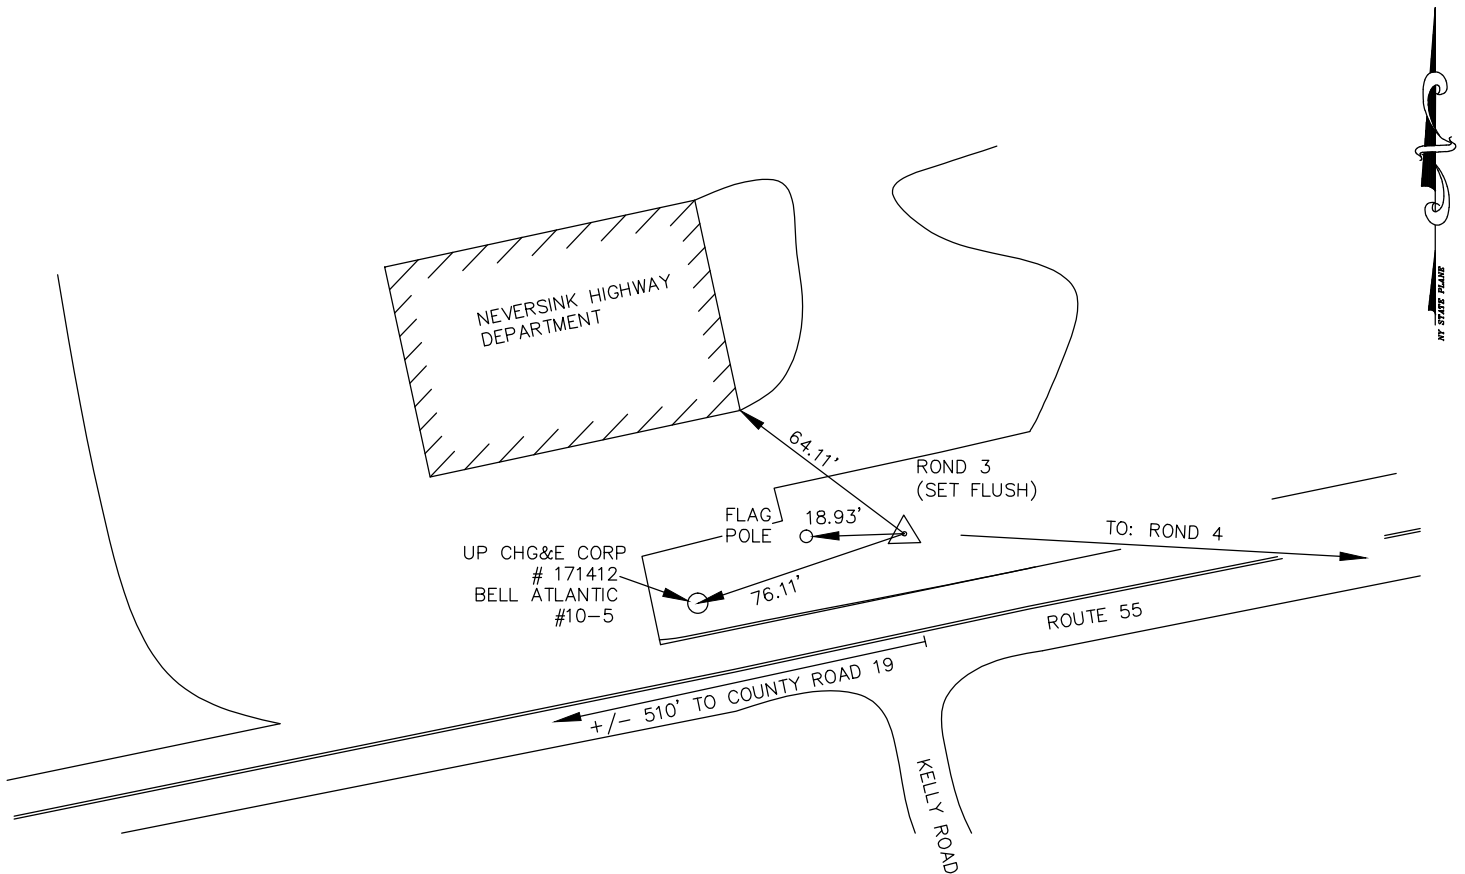 NY STATE PLANE
NEVERSINK HIGHWAY
DEPARTMENT
64.11'
ROND 3
(SET FLUSH)
FLAG
POLE
18.93'
TO: ROND 4
UP CHG&E CORP
# 171412
BELL ATLANTIC
#10-5
76.11'
ROUTE 55
+/- 510' TO COUNTY ROAD 19
KELLY ROAD